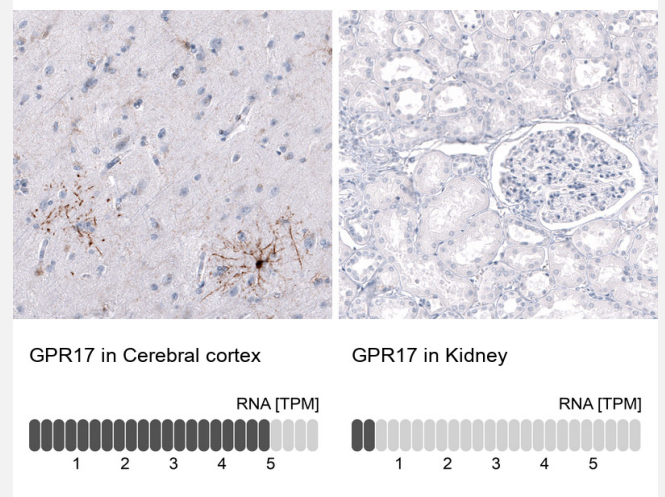 GPR17 in Cerebral cortex
GPR17 in Kidney
RNA [TPM]
RNA [TPM]
1 2 3 4 5
1 2 3 4 5